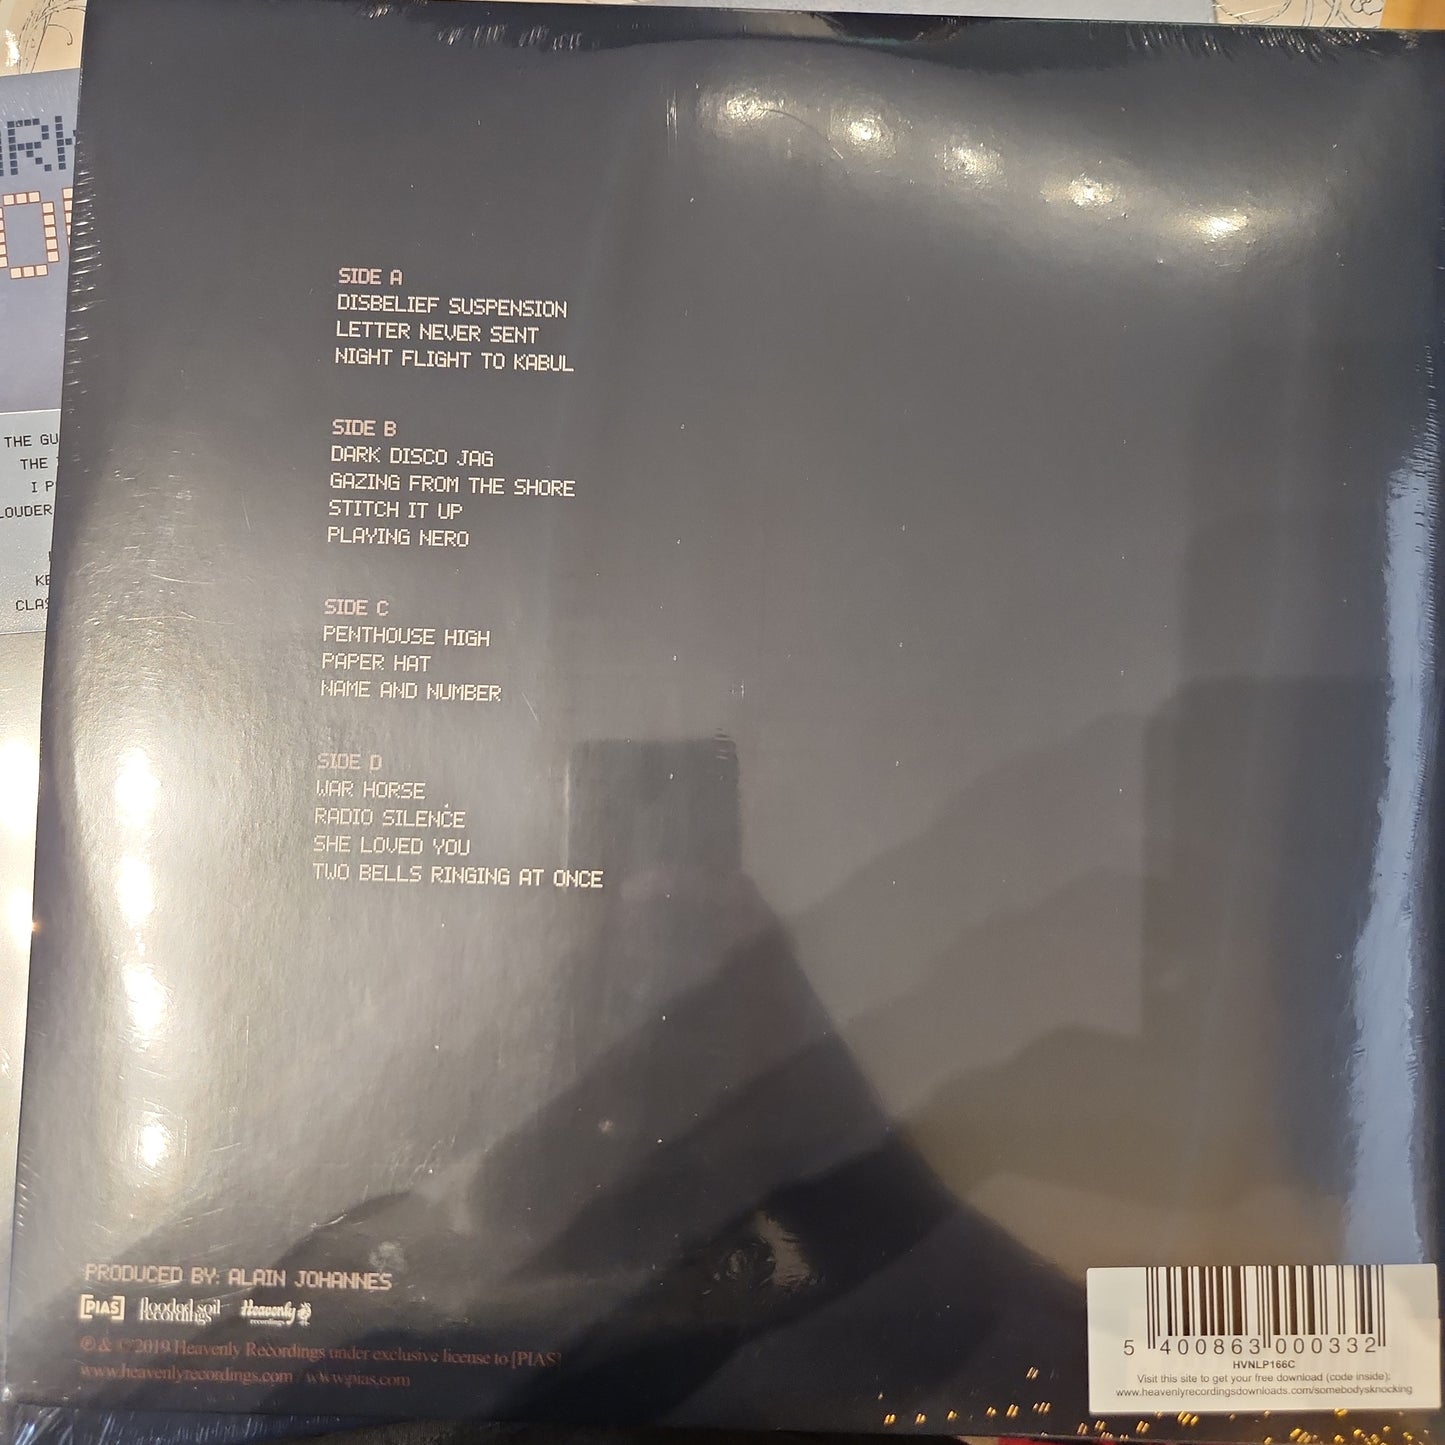 THE GU
THE
I P
LOUDER
KE
CLAS
SIDE A
DISBELIEF SUSPENSION
LETTER NEVER SENT
NIGHT FLIGHT TO KABUL
SIDE B
DARK DISCO JAG
GAZING FROM THE SHORE
STITCH IT UP
PLAYING NERO
SIDE C
PENTHOUSE HIGH
PAPER HAT
NAME AND NUMBER
SIDE D
WAR HORSE
RADIO SILENCE
SHE LOVED YOU
TWO BELLS RINGING AT ONCE
PRODUCED BY: ALAIN JOHANNES
[PIAS] flooded soil recordings Heavenly recordings
℗ & ©2019 Heavenly Recordings under exclusive license to [PIAS]
www.heavenlyrecordings.com / www.pias.com
5 400863 000332
HVNLP166C
Visit this site to get your free download (code inside):
www.heavenlyrecordingsdownloads.com/somebodysknocking